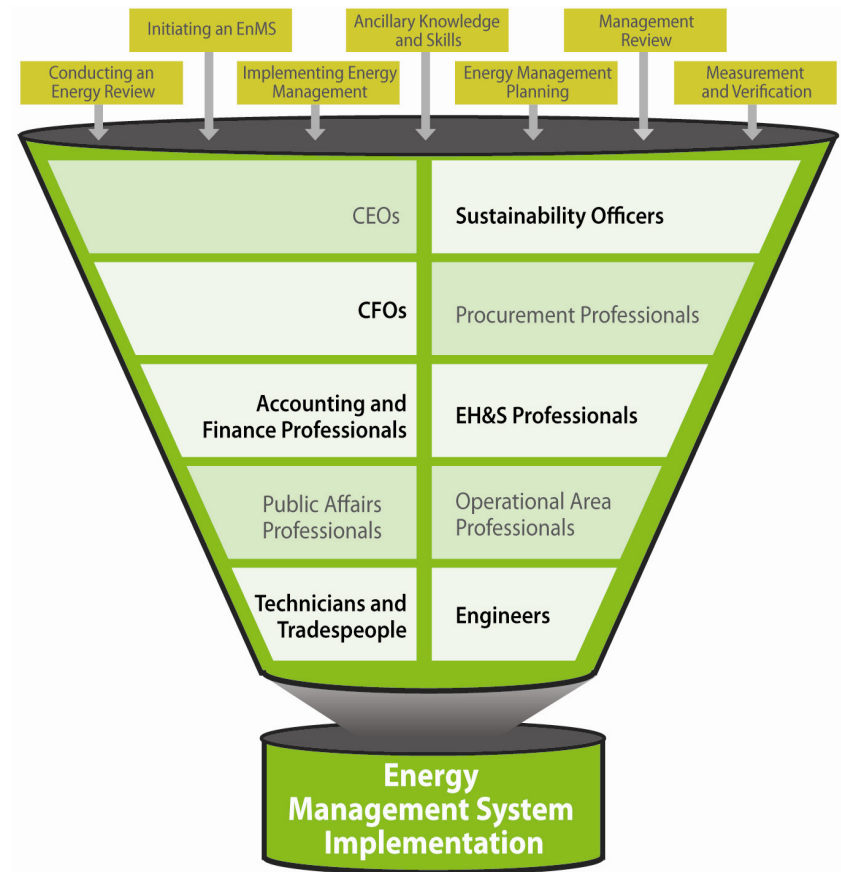 Initiating an EnMS
Ancillary Knowledge
and Skills
Management
Review
Conducting an
Energy Review
Implementing Energy
Management
Energy Management
Planning
Measurement
and Verification
CEOs
Sustainability Officers
CFOs
Procurement Professionals
Accounting and
Finance Professionals
EH&S Professionals
Public Affairs
Professionals
Operational Area
Professionals
Technicians and
Tradespeople
Engineers
Energy
Management System
Implementation